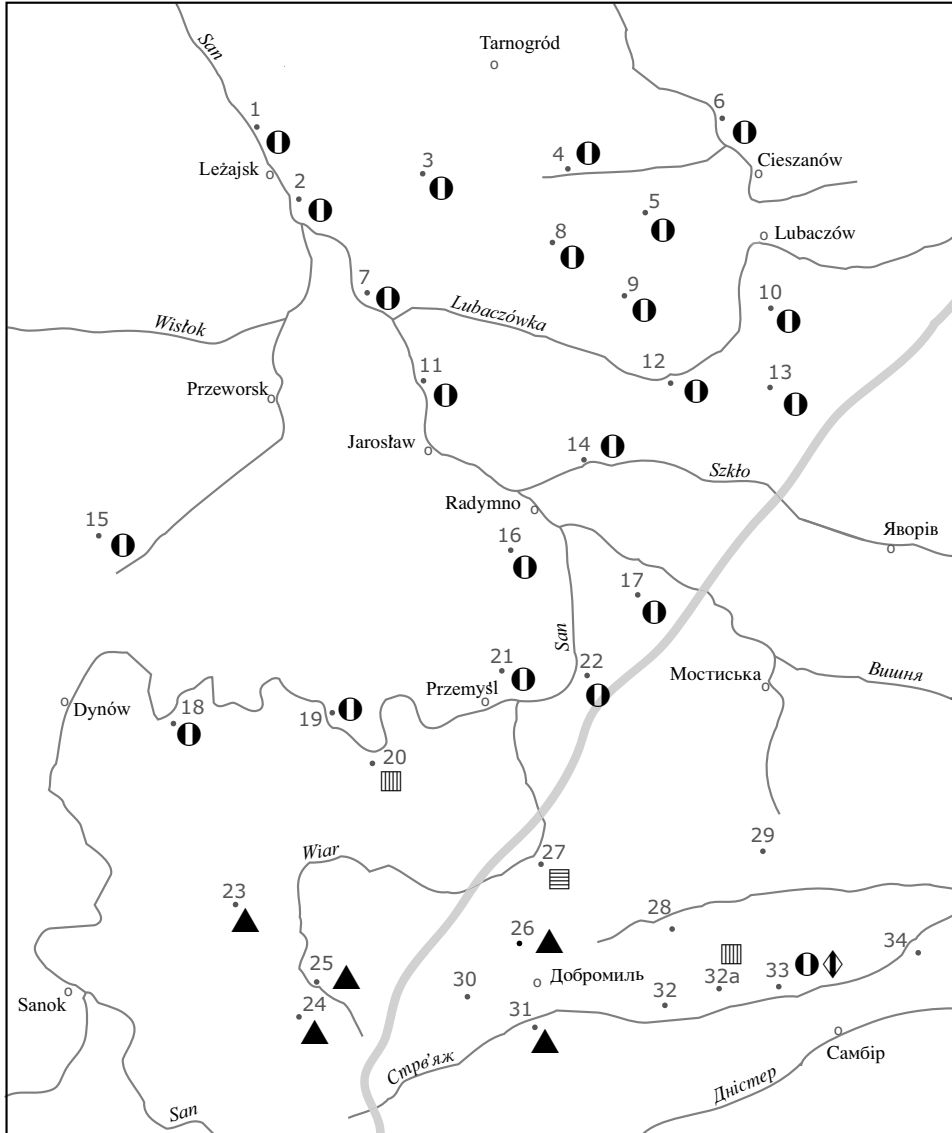 San
Tarnogród
1
6
3
4
Leżajsk
Cieszanów
2
5
8
Lubaczów
7
9
10
Wisłok
Lubaczówka
11
12
13
Przeworsk
Jarosław
14
Szkło
Radymno
15
16
Яворів
17
San
21
22
Przemyśl
Мостиська
Вишня
Dynów
18
19
20
Wiar
27
29
23
28
26
34
25
30
Добромиль
32a
33
Sanok
24
31
32
Стрв'яж
Самбір
San
Дністер